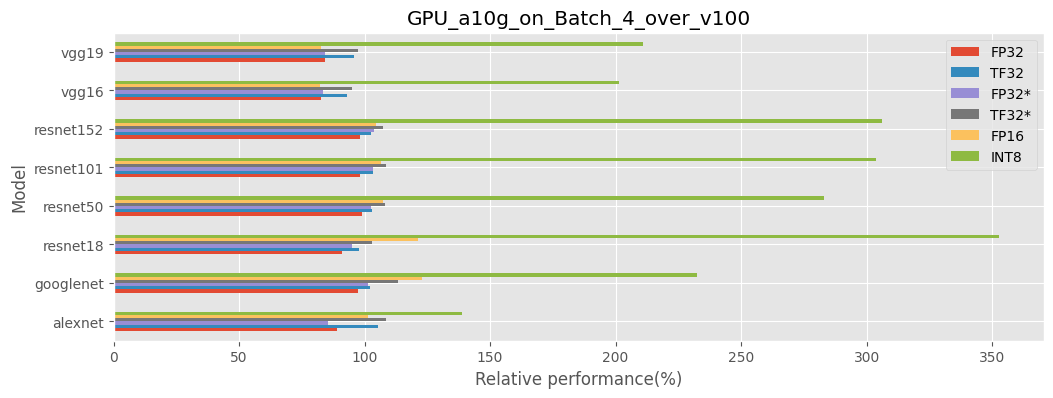 GPU_a10g_on_Batch_4_over_v100
vgg19
vgg16
resnet152
resnet101
resnet50
resnet18
googlenet
alexnet
Model
0 50 100 150 200 250 300 350
Relative performance(%)
FP32
TF32
FP32*
TF32*
FP16
INT8